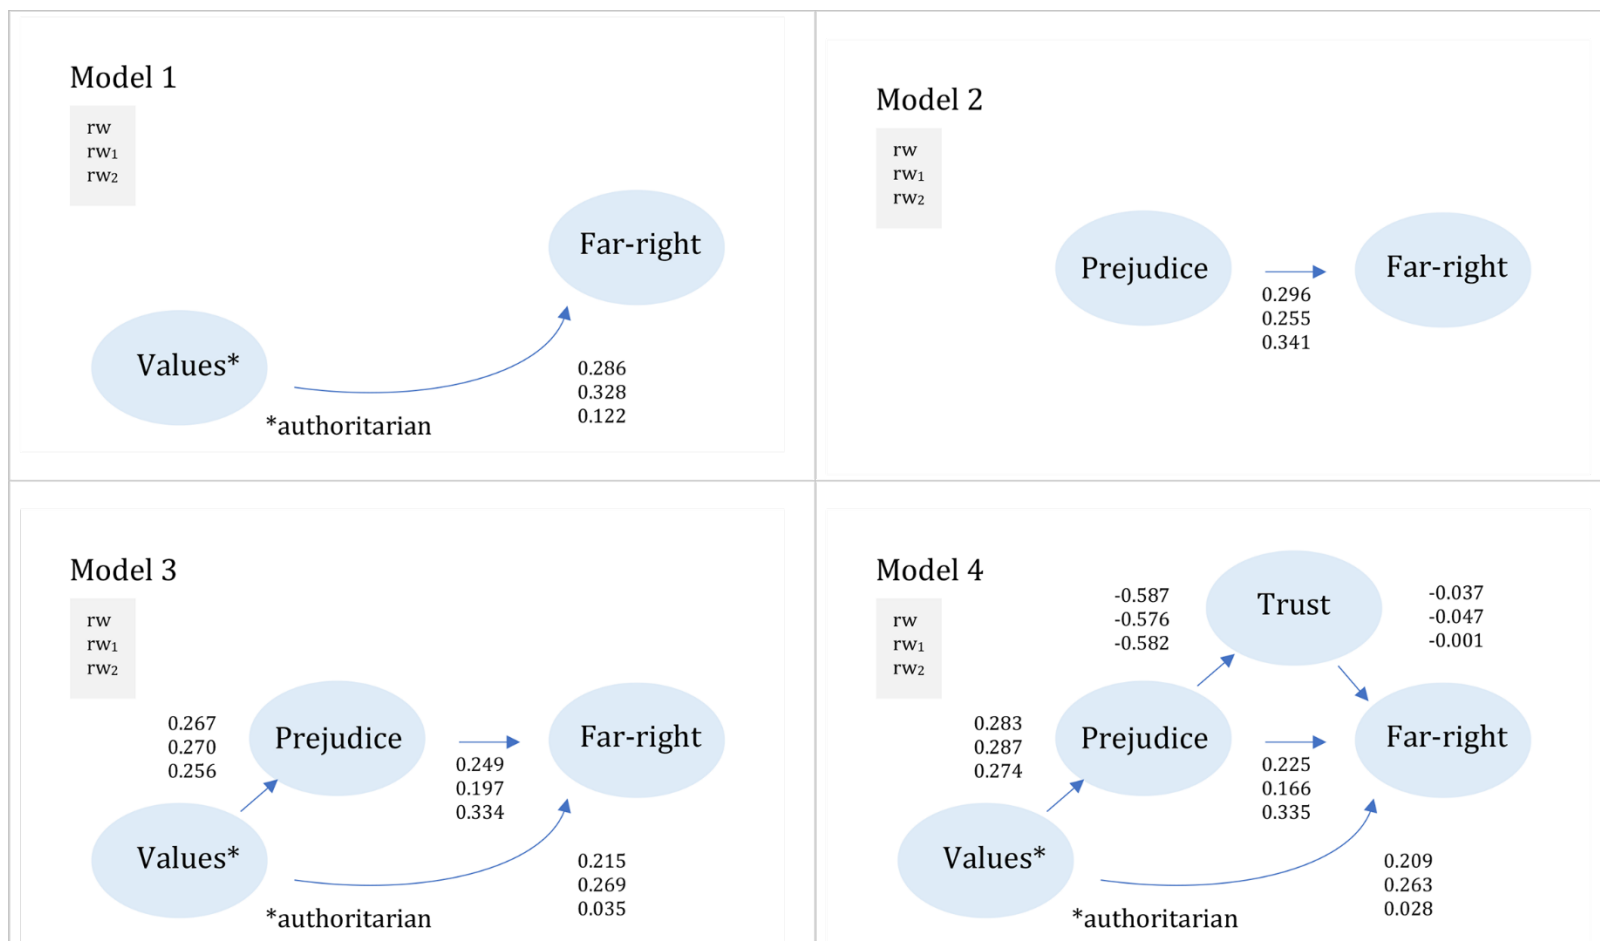 Model 1
rw
rw₁
rw₂
Far-right
Values*
0.286
0.328
0.122
*authoritarian
Model 2
rw
rw₁
rw₂
Prejudice
Far-right
0.296
0.255
0.341
Model 3
rw
rw₁
rw₂
0.267
0.270
0.256
Prejudice
Far-right
0.249
0.197
0.334
Values*
0.215
0.269
0.035
*authoritarian
Model 4
rw
rw₁
rw₂
-0.587
-0.576
-0.582
Trust
-0.037
-0.047
-0.001
0.283
0.287
0.274
Prejudice
Far-right
0.225
0.166
0.335
Values*
0.209
0.263
0.028
*authoritarian